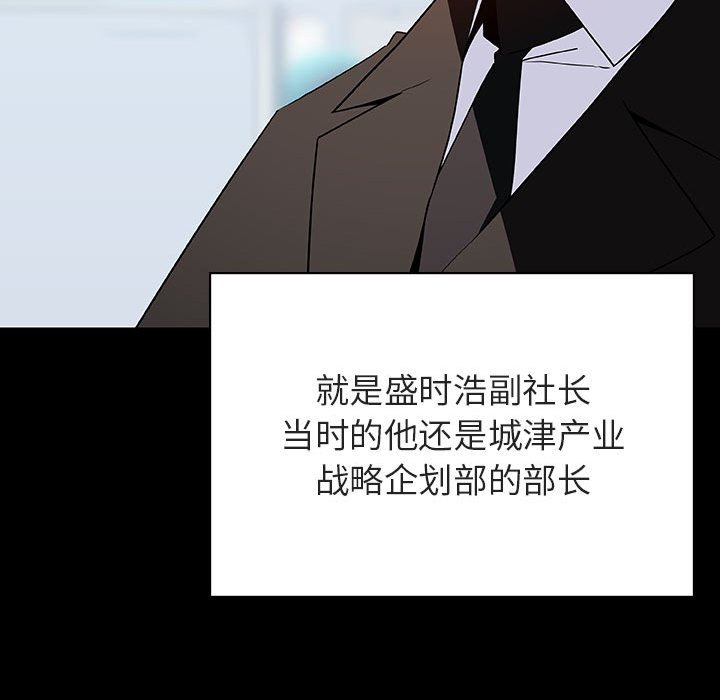 就是盛时浩副社长
当时的他还是城津产业
战略企划部的部长